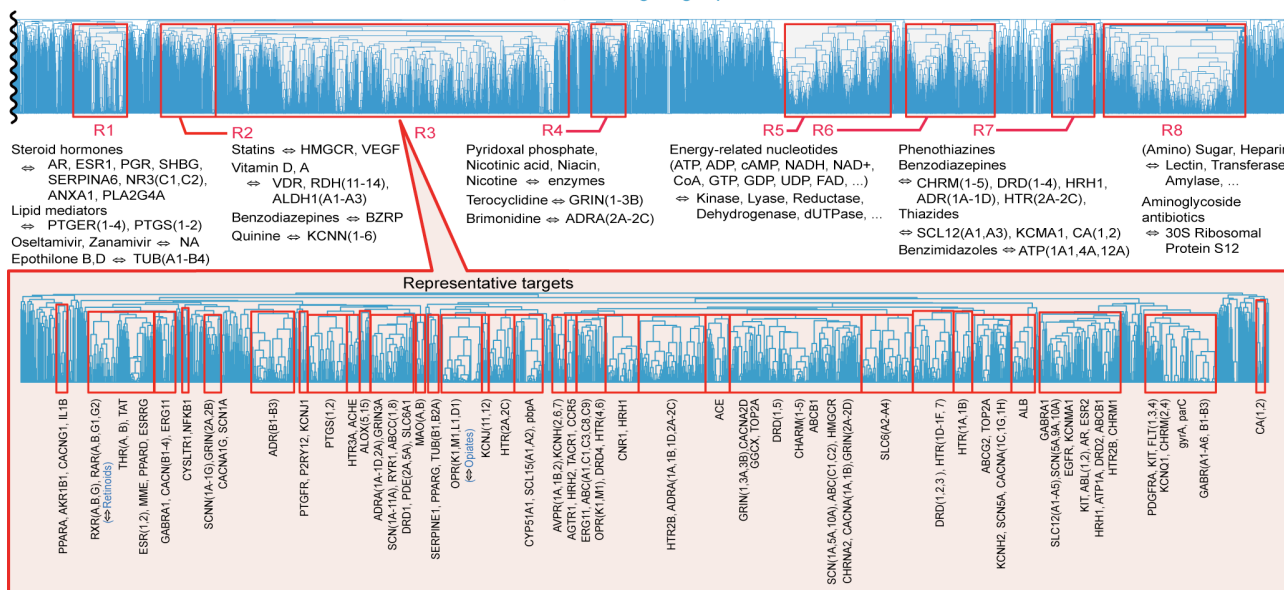 R1
R2
R3
R4
R5
R6
R7
R8
Steroid hormones
⇔ AR, ESR1, PGR, SHBG,
SERPINA6, NR3(C1,C2),
ANXA1, PLA2G4A
Lipid mediators
⇔ PTGER(1-4), PTGS(1-2)
Oseltamivir, Zanamivir ⇔ NA
Epothilone B,D ⇔ TUB(A1-B4)
Statins ⇔ HMGCR, VEGF
Vitamin D, A
⇔ VDR, RDH(11-14),
ALDH1(A1-A3)
Benzodiazepines ⇔ BZRP
Quinine ⇔ KCNN(1-6)
Pyridoxal phosphate,
Nicotinic acid, Niacin,
Nicotine ⇔ enzymes
Terocyclidine ⇔ GRIN(1-3B)
Brimonidine ⇔ ADRA(2A-2C)
Energy-related nucleotides
(ATP, ADP, cAMP, NADH, NAD+,
CoA, GTP, GDP, UDP, FAD, ...)
⇔ Kinase, Lyase, Reductase,
Dehydrogenase, dUTPase, ...
Phenothiazines
Benzodiazepines
⇔ CHRM(1-5), DRD(1-4), HRH1,
ADR(1A-1D), HTR(2A-2C),
Thiazides
⇔ SCL12(A1,A3), KCMA1, CA(1,2)
Benzimidazoles ⇔ ATP(1A1,4A,12A)
(Amino) Sugar, Heparin
⇔ Lectin, Transferase,
Amylase, ...
Aminoglycoside
antibiotics
⇔ 30S Ribosomal
Protein S12
Representative targets
PPARA, AKR1B1, CACNG1, IL1B
RXR(A,B,G), RAR(A,B,G1,G2)
(⇔Retinoids)
THR(A, B), TAT
ESR(1,2), MME, PPARD, ESRRG
GABRA1, CACN(B1-4), ERG11
CYSLTR1,NFKB1
SCNN(1A-1G),GRIN(2A,2B)
CACNA1G, SCN1A
ADR(B1-B3)
PTGFR, P2RY12, KCNJ1
PTGS(1,2)
HTR3A, ACHE
ALOX(5,15)
ADRA(1A-1D,2A),GRIN3A
SCN(1A-11A), RYR1, ABCC(1,8)
DRD1, PDE(2A-5A), SLC6A1
MAO(A,B)
SERPINE1, PPARG, TUB(B1,B2A)
OPR(K1,M1,L1,D1)
(⇔Opiates)
KCNJ(11,12)
HTR(2A,2C)
CYP51A1, SCL15(A1,A2), pbpA
AVPR(1A,1B,2),KCNH(2,6,7)
AGTR1, HRH2, TACR1, CCR5
ERG11, ABC(A1,C1,C3,C8,C9)
OPR(K1,M1), DRD4, HTR(4,6)
CNR1, HRH1
HTR2B, ADRA(1A,1B,1D,2A-2C)
ACE
GRIN(1,3A,3B),CACNA2D
GGCX, TOP2A
DRD(1,5)
CHARM(1-5)
ABCB1
SCN(1A,5A,10A), ABC(C1,C2), HMGCR
CHRNA2, CACNA(1A,1B),GRIN(2A-2D)
SLC6(A2-A4)
DRD(1,2,3 ), HTR(1D-1F, 7)
HTR(1A,1B)
ABCG2, TOP2A
KCNH2, SCN5A, CACNA(1C,1G,1H)
ALB
GABRA1
SLC12(A1-A5),SCN(5A,9A,10A)
EGFR, KCNMA1
KIT, ABL(1,2), AR, ESR2
HRH1, ATP1A, DRD2, ABCB1
HTR2B, CHRM1
PDGFRA, KIT, FLT(1,3,4)
KCNQ1, CHRM(2,4)
gyrA, parC
GABR(A1-A6, B1-B3)
CA(1,2)